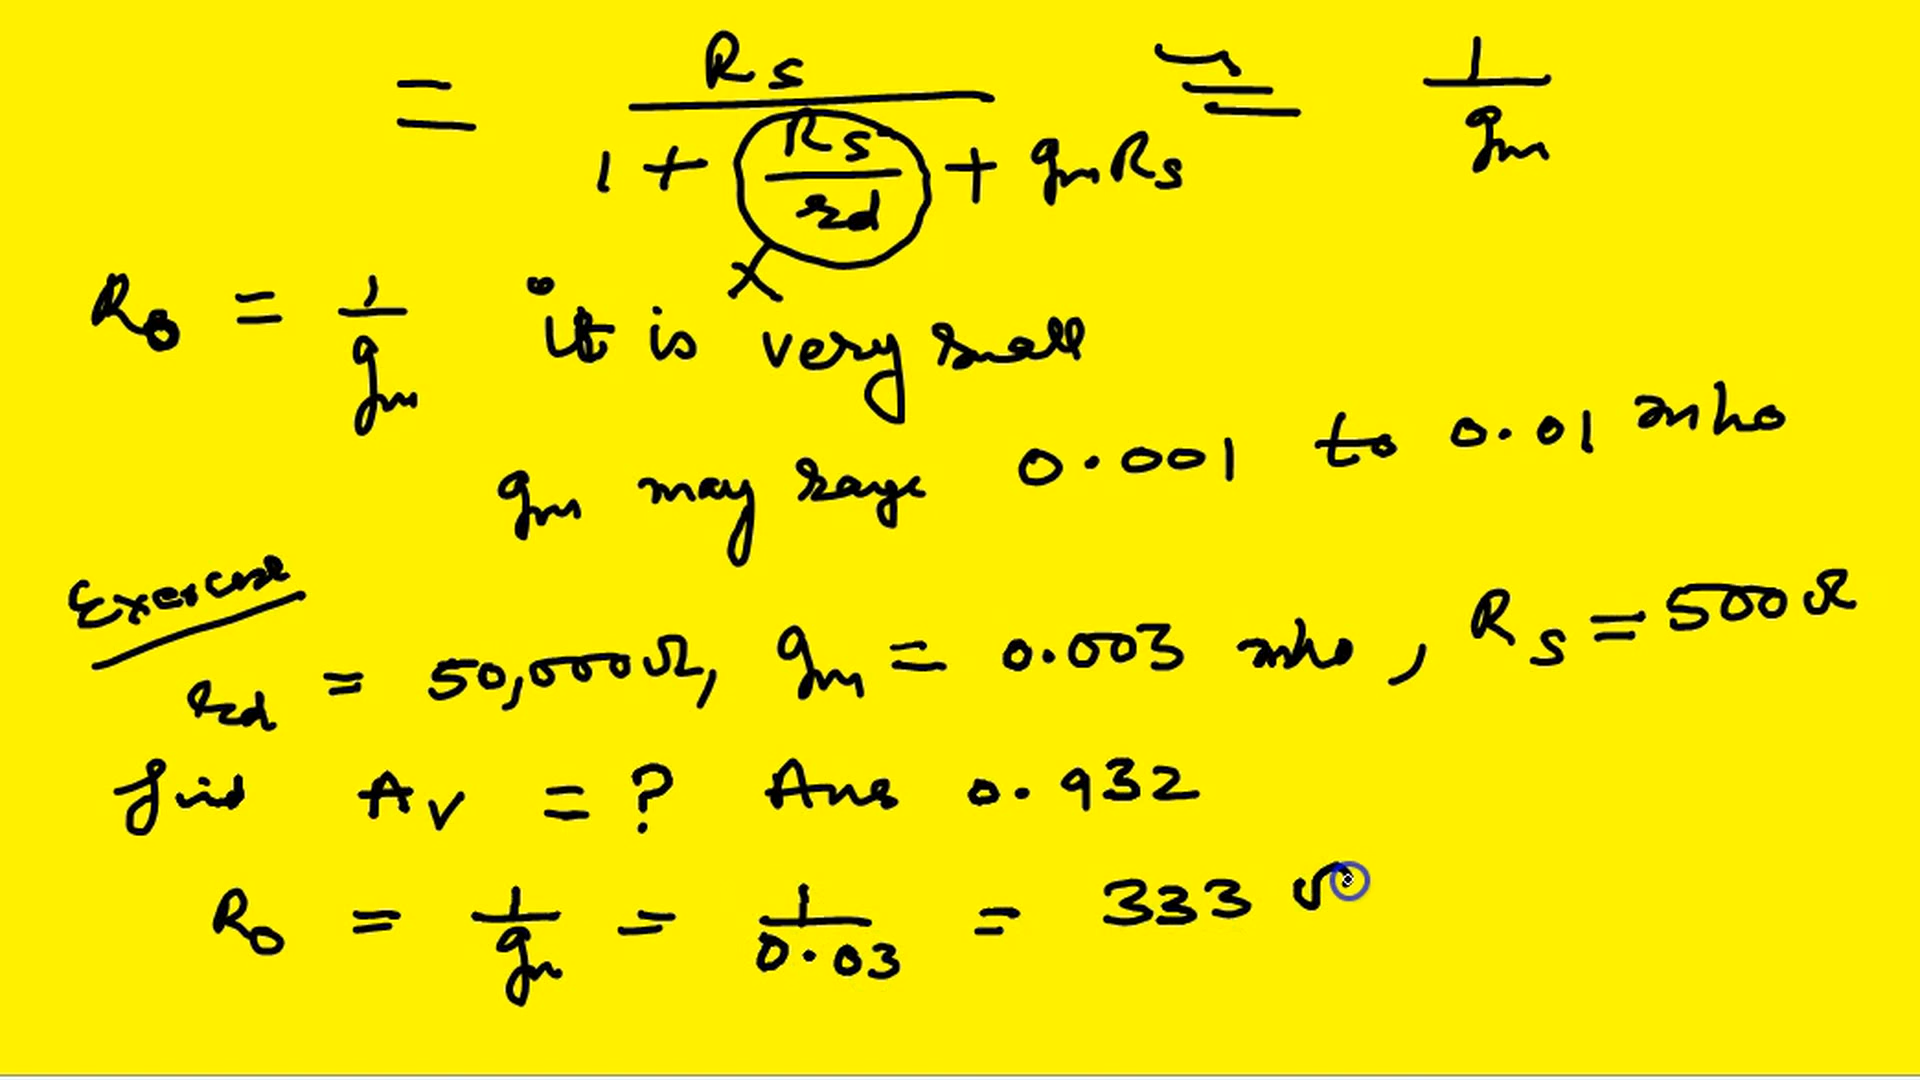 = Rs / (1 + Rs/rd + gmRs) ≅ 1/gm
Ro = 1/gm it is very small
gm may range 0.001 to 0.01 mho
Exercise
rd = 50,000Ω, gm = 0.003 mho, Rs = 500Ω
find Av = ? Ans 0.932
Ro = 1/gm = 1/0.03 = 333